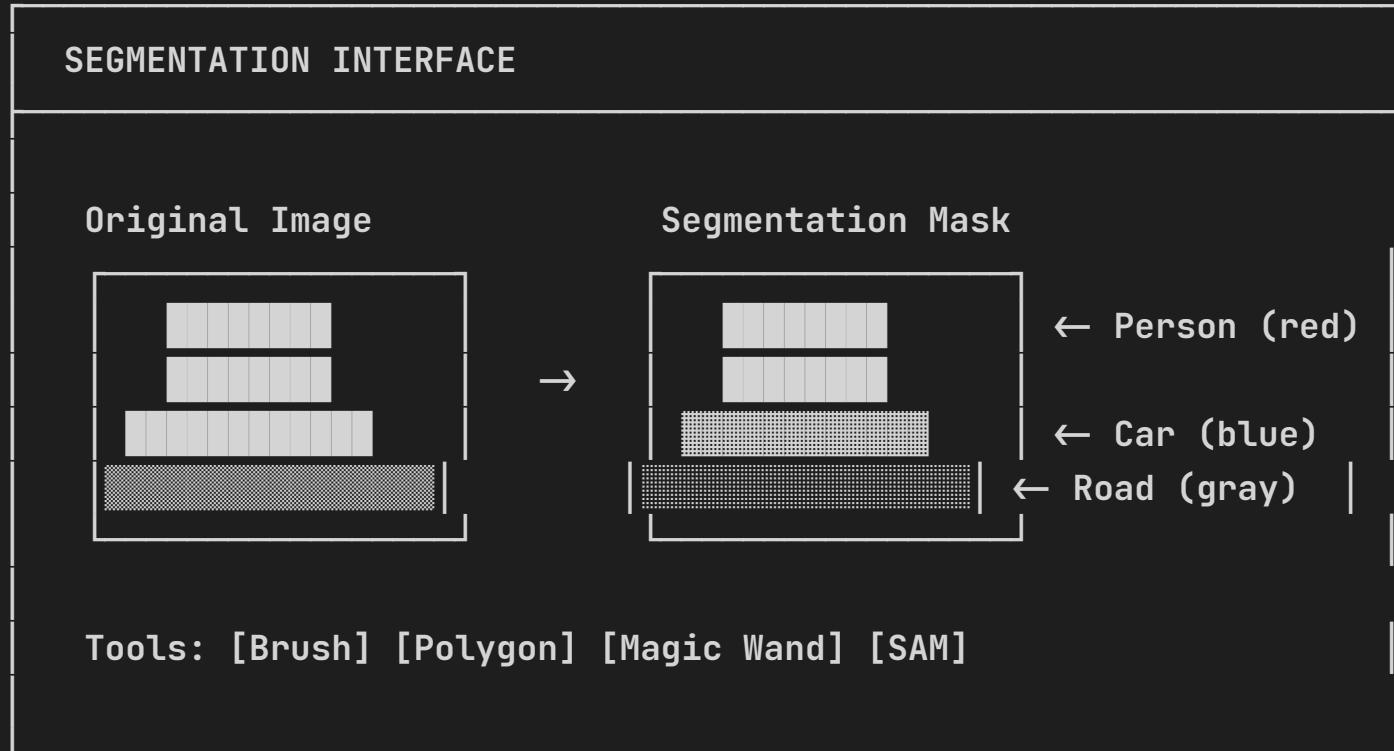 SEGMENTATION INTERFACE
Original Image Segmentation Mask
← Person (red)
→
← Car (blue)
← Road (gray)
Tools: [Brush] [Polygon] [Magic Wand] [SAM]